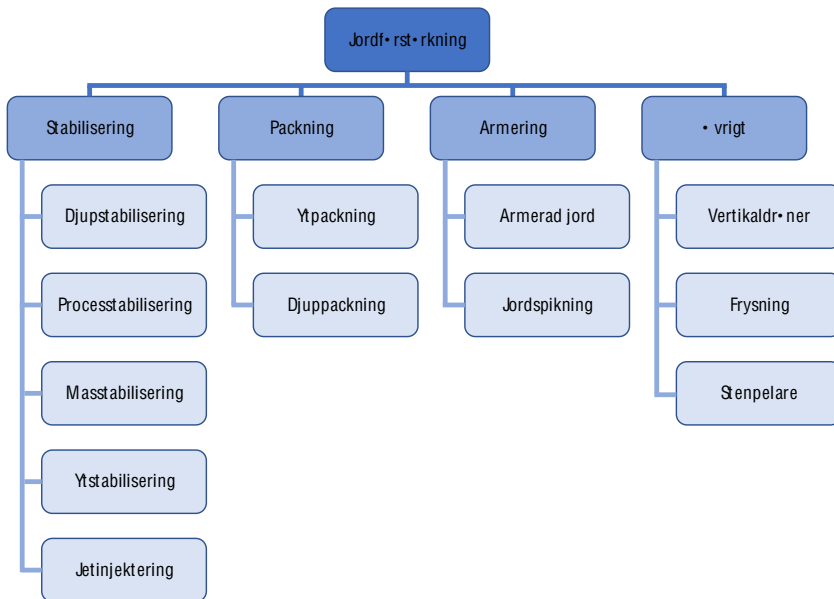 Jordf•rst•rkning
Stabilisering
Packning
Armering
•vrigt
Djupstabilisering
Ytpackning
Armerad jord
Vertikaldr•ner
Processtabilisering
Djuppackning
Jordspikning
Frysning
Masstabilisering
Stenpelare
Ytstabilisering
Jetinjektering